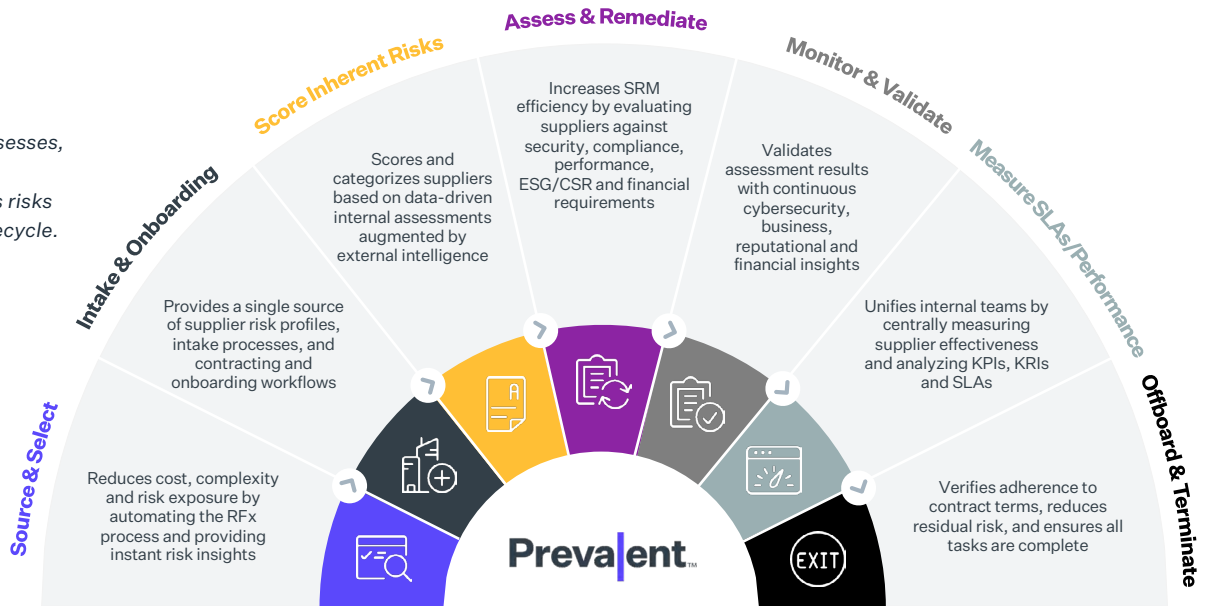 sesses,
s risks
ecycle.
Source & Select
Reduces cost, complexity
and risk exposure by
automating the RFx
process and providing
instant risk insights
Intake & Onboarding
Provides a single source
of supplier risk profiles,
intake processes, and
contracting and
onboarding workflows
Score Inherent Risks
Scores and
categorizes suppliers
based on data-driven
internal assessments
augmented by
external intelligence
Assess & Remediate
Increases SRM
efficiency by evaluating
suppliers against
security, compliance,
performance,
ESG/CSR and financial
requirements
Monitor & Validate
Validates
assessment results
with continuous
cybersecurity,
business,
reputational and
financial insights
Measure SLAs/Performance
Unifies internal teams by
centrally measuring
supplier effectiveness
and analyzing KPIs, KRIs
and SLAs
Offboard & Terminate
Verifies adherence to
contract terms, reduces
residual risk, and ensures all
tasks are complete
A
EXIT
Prevalent™